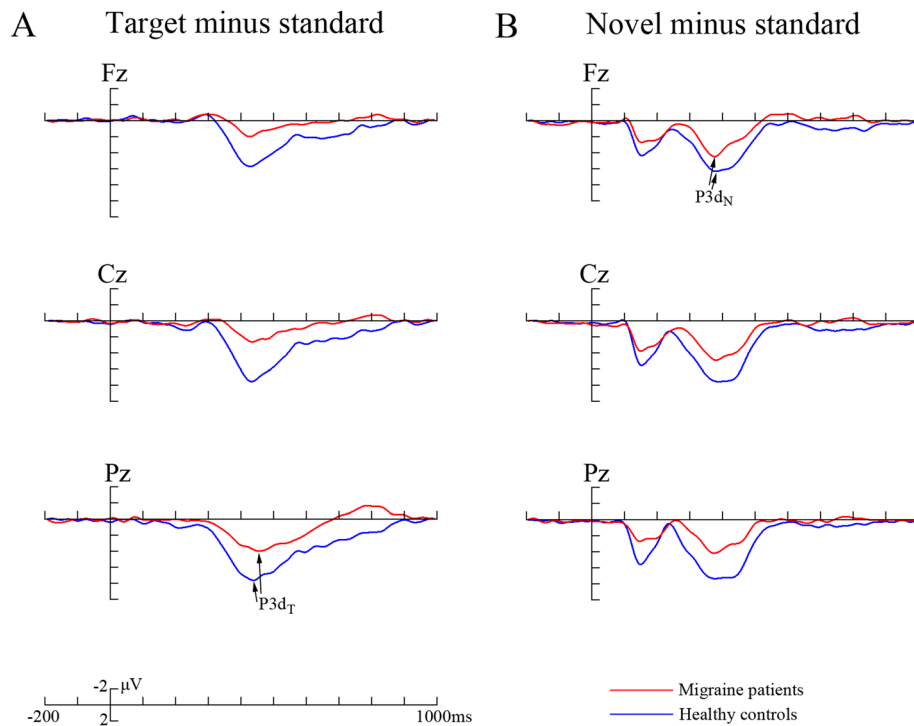 A Target minus standard
B Novel minus standard
Fz
Fz
P3dN
Cz
Cz
Pz
Pz
P3dT
-2 μV
-200 2 1000ms
Migraine patients
Healthy controls